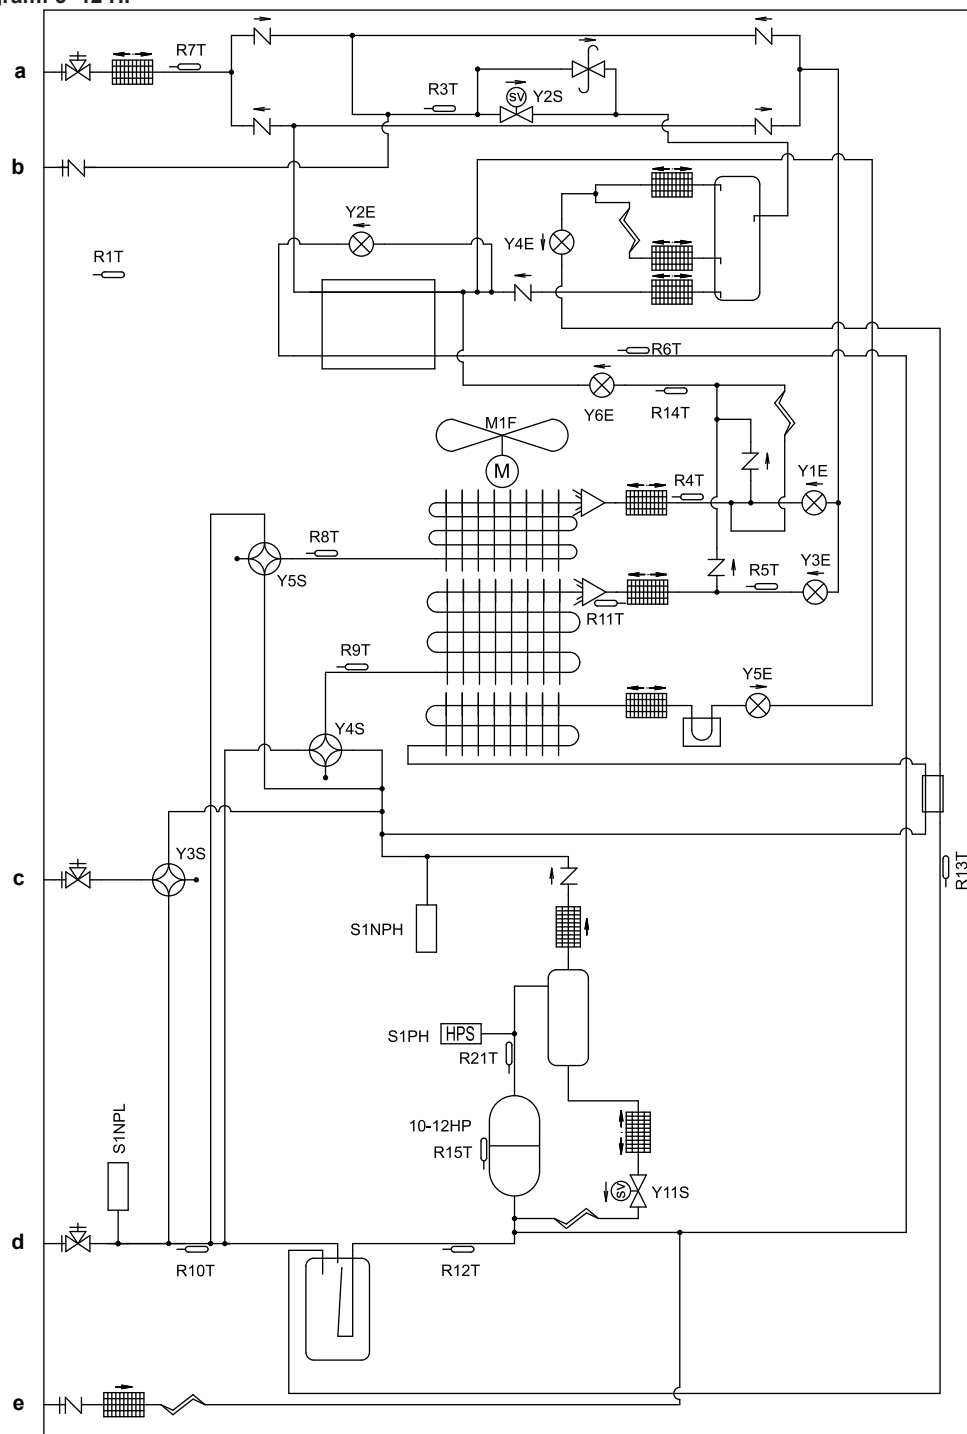 a
R7T
R3T
SV
Y2S
b
Y2E
Y4E
R1T
R6T
Y6E
R14T
M1F
M
R4T
Y1E
R8T
Y5S
R5T
Y3E
R11T
R9T
Y5E
Y4S
c
Y3S
R13T
S1NPH
S1PH
HPS
R21T
10-12HP
R15T
S1NPL
SV
Y11S
d
R10T
R12T
e